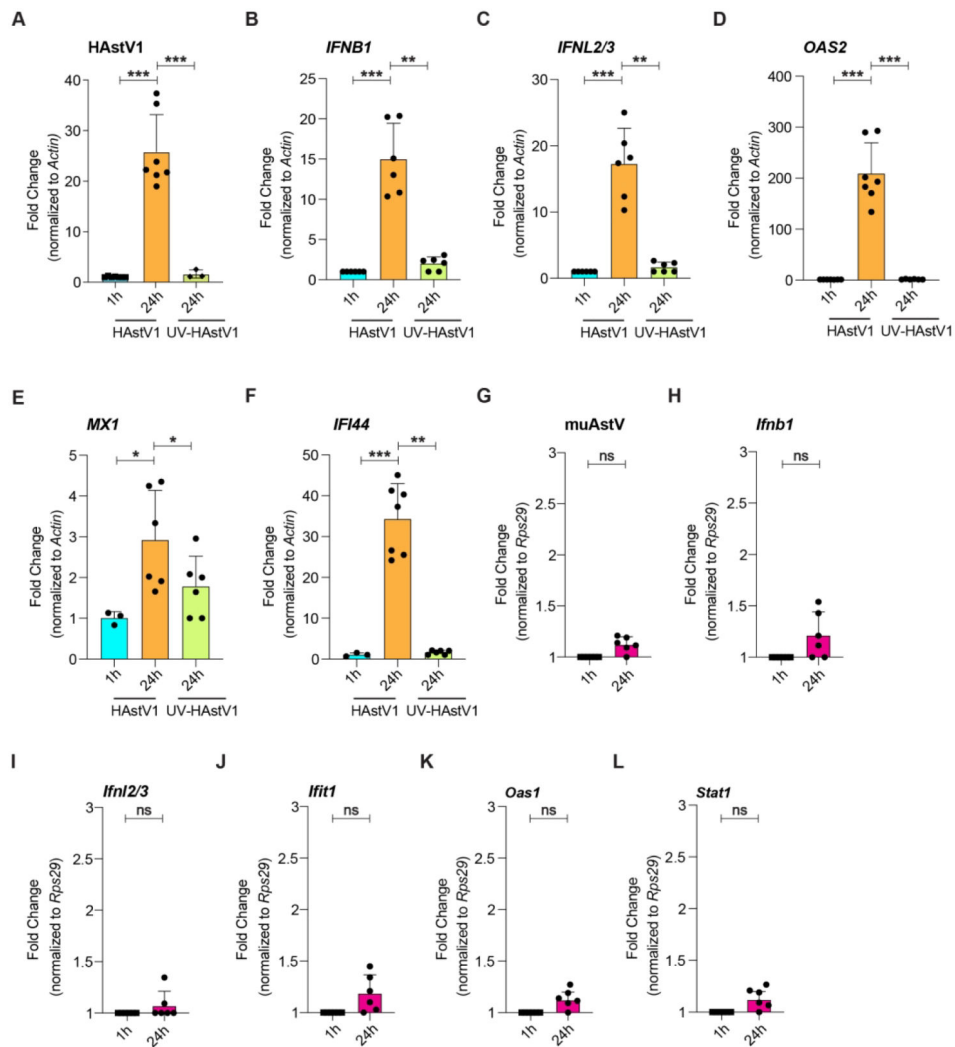 A
HAstV1
*** ***
Fold Change
(normalized to Actin)
40
30
20
10
0
1h 24h 24h
HAstV1 UV-HAstV1
B
IFNB1
*** **
Fold Change
(normalized to Actin)
25
20
15
10
5
0
1h 24h 24h
HAstV1 UV-HAstV1
C
IFNL2/3
*** **
Fold Change
(normalized to Actin)
30
20
10
0
1h 24h 24h
HAstV1 UV-HAstV1
D
OAS2
*** ***
Fold Change
(normalized to Actin)
400
300
200
100
0
1h 24h 24h
HAstV1 UV-HAstV1
E
MX1
* *
Fold Change
(normalized to Actin)
5
4
3
2
1
0
1h 24h 24h
HAstV1 UV-HAstV1
F
IFI44
*** **
Fold Change
(normalized to Actin)
50
40
30
20
10
0
1h 24h 24h
HAstV1 UV-HAstV1
G
muAstV
ns
Fold Change
(normalized to Rps29)
3
2.5
2
1.5
1
1h 24h
H
Ifnb1
ns
Fold Change
(normalized to Rps29)
3
2.5
2
1.5
1
1h 24h
I
Ifnl2/3
ns
Fold Change
(normalized to Rps29)
3
2.5
2
1.5
1
1h 24h
J
Ifit1
ns
Fold Change
(normalized to Rps29)
3
2.5
2
1.5
1
1h 24h
K
Oas1
ns
Fold Change
(normalized to Rps29)
3
2.5
2
1.5
1
1h 24h
L
Stat1
ns
Fold Change
(normalized to Rps29)
3
2.5
2
1.5
1
1h 24h